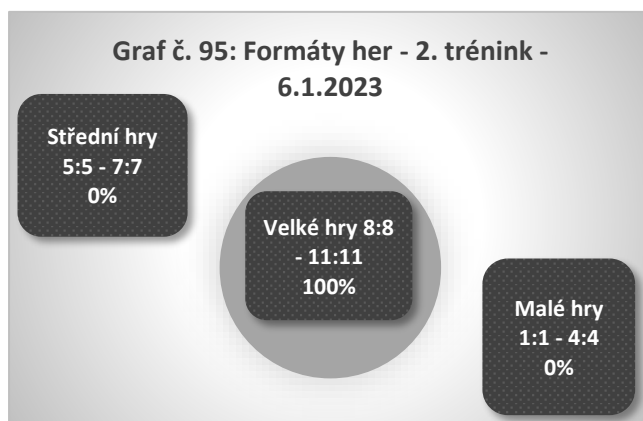 Graf č. 95: Formáty her - 2. trénink -
6.1.2023
Střední hry
5:5 - 7:7
0%
Velké hry 8:8
- 11:11
100%
Malé hry
1:1 - 4:4
0%